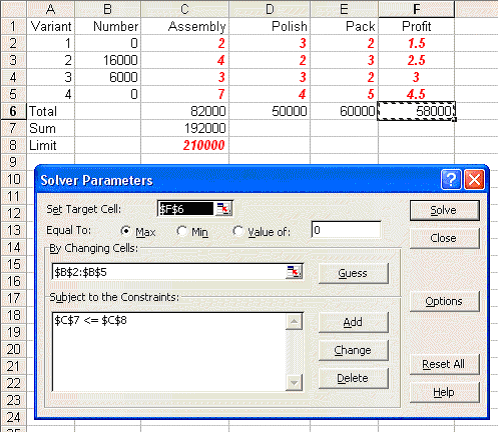 A B C D E F
1 Variant Number Assembly Polish Pack Profit
2 1 0 2 3 2 1.5
3 2 16000 4 2 3 2.5
4 3 6000 3 3 2 3
5 4 0 7 4 5 4.5
6 Total 82000 50000 60000 58000
7 Sum 192000
8 Limit 210000
9
10
11
12
13
14
15
16
17
18
19
20
21
22
23
24
Solver Parameters
Set Target Cell: $F$6 Solve
Equal To: Max Min Value of: 0 Close
By Changing Cells:
$B$2:$B$5 Guess
Subject to the Constraints: Options
$C$7 <= $C$8 Add
Change
Reset All
Delete
Help